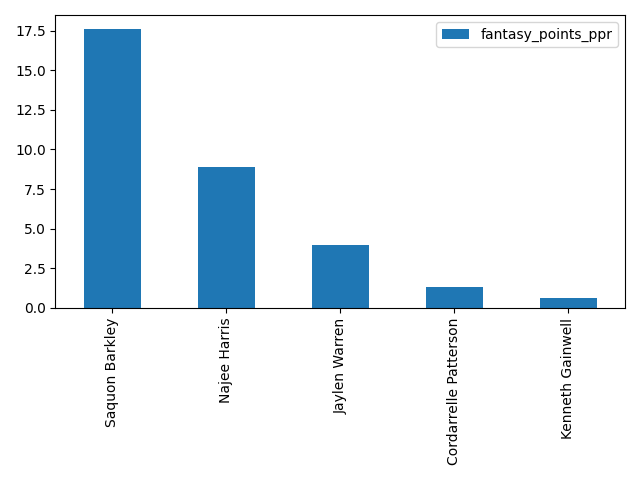 fantasy_points_ppr
17.5
15.0
12.5
10.0
7.5
5.0
2.5
0.0
Saquon Barkley
Najee Harris
Jaylen Warren
Cordarrelle Patterson
Kenneth Gainwell